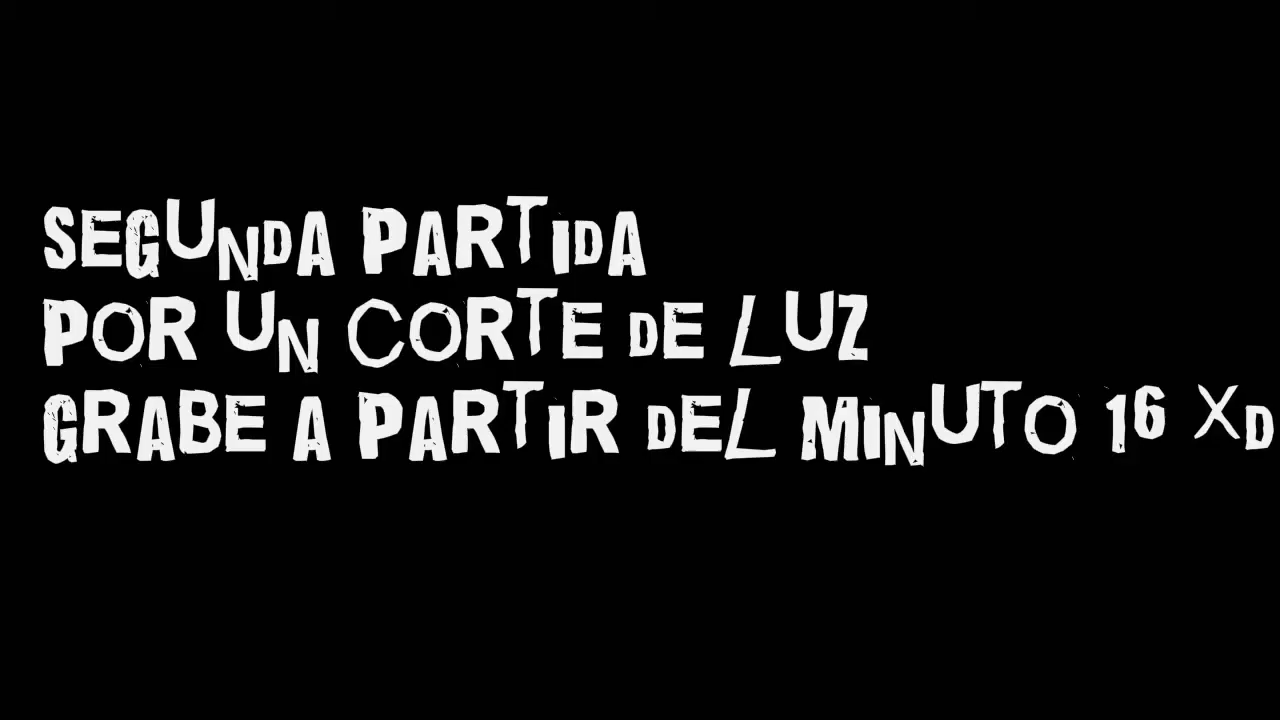 SEGUNDA PARTIDA
POR UN CORTE DE LUZ
GRABE A PARTIR DEL MINUTO 16 XD